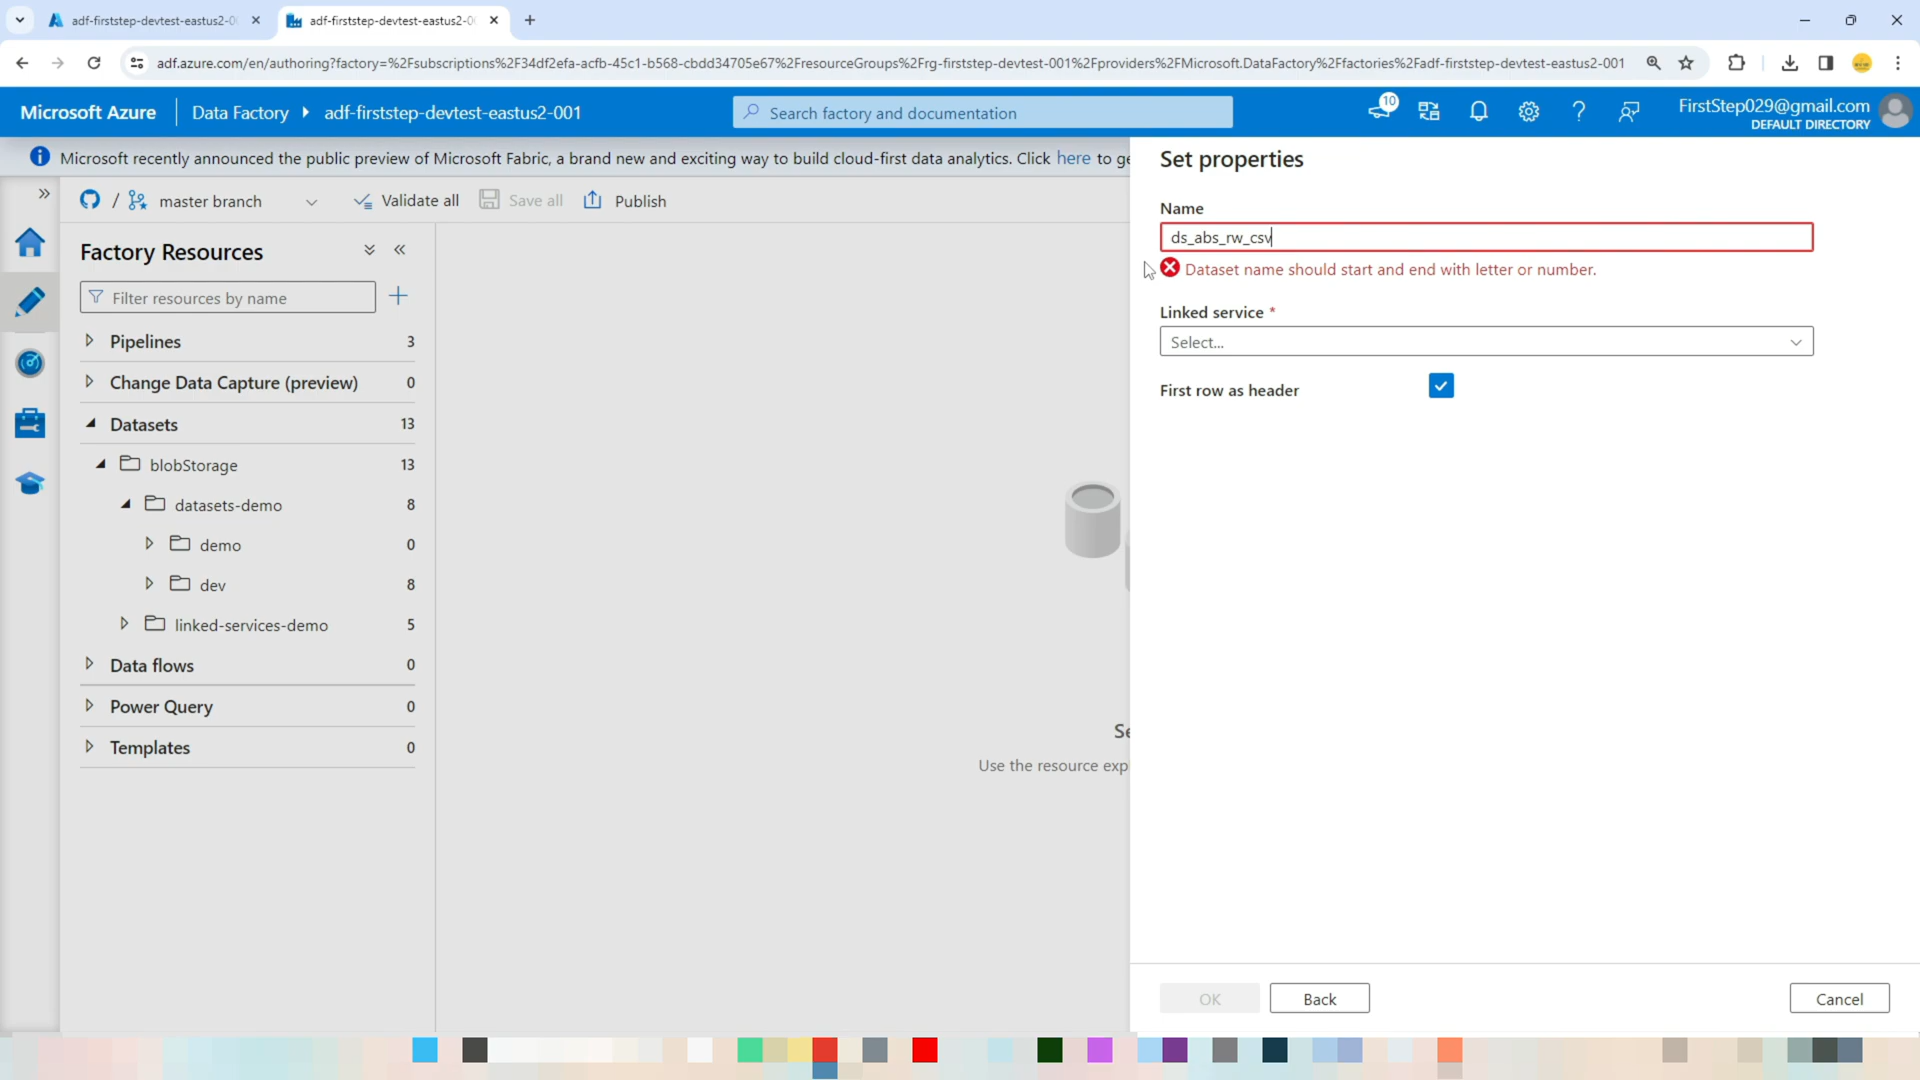 adf-firststep-devtest-eastus2-0
adf-firststep-devtest-eastus2-0
adf.azure.com/en/authoring?factory=%2Fsubscriptions%2F34df2efa-acfb-45c1-b568-cbdd34705e67%2FresourceGroups%2Frg-firststep-devtest-001%2Fproviders%2FMicrosoft.DataFactory%2Ffactories%2Fadf-firststep-devtest-eastus2-001
Microsoft Azure
Data Factory
adf-firststep-devtest-eastus2-001
Search factory and documentation
10
FirstStep029@gmail.com
DEFAULT DIRECTORY
Microsoft recently announced the public preview of Microsoft Fabric, a brand new and exciting way to build cloud-first data analytics. Click here to ge
/ master branch
Validate all
Save all
Publish
Factory Resources
Filter resources by name
Pipelines 3
Change Data Capture (preview) 0
Datasets 13
blobStorage 13
datasets-demo 8
demo 0
dev 8
linked-services-demo 5
Data flows 0
Power Query 0
Templates 0
Se
Use the resource exp
Set properties
Name
ds_abs_rw_csv
Dataset name should start and end with letter or number.
Linked service *
Select...
First row as header
OK
Back
Cancel